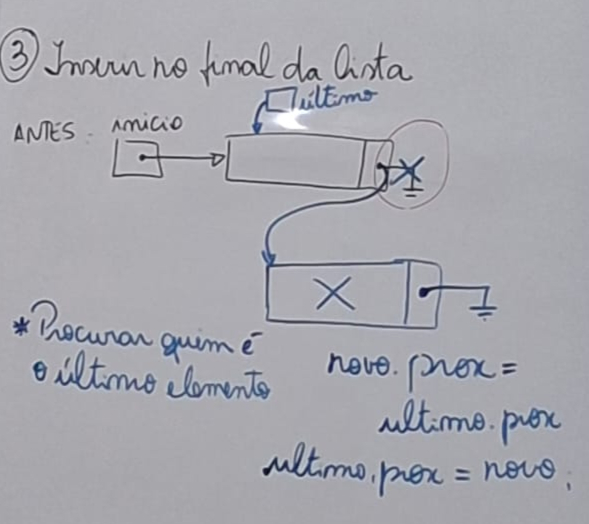 ③ Inserir no final da lista
último
ANTES: inicio
X
* Procurar quem é
o último elemento
novo.prox =
ultimo.prox
ultimo.prox = novo;